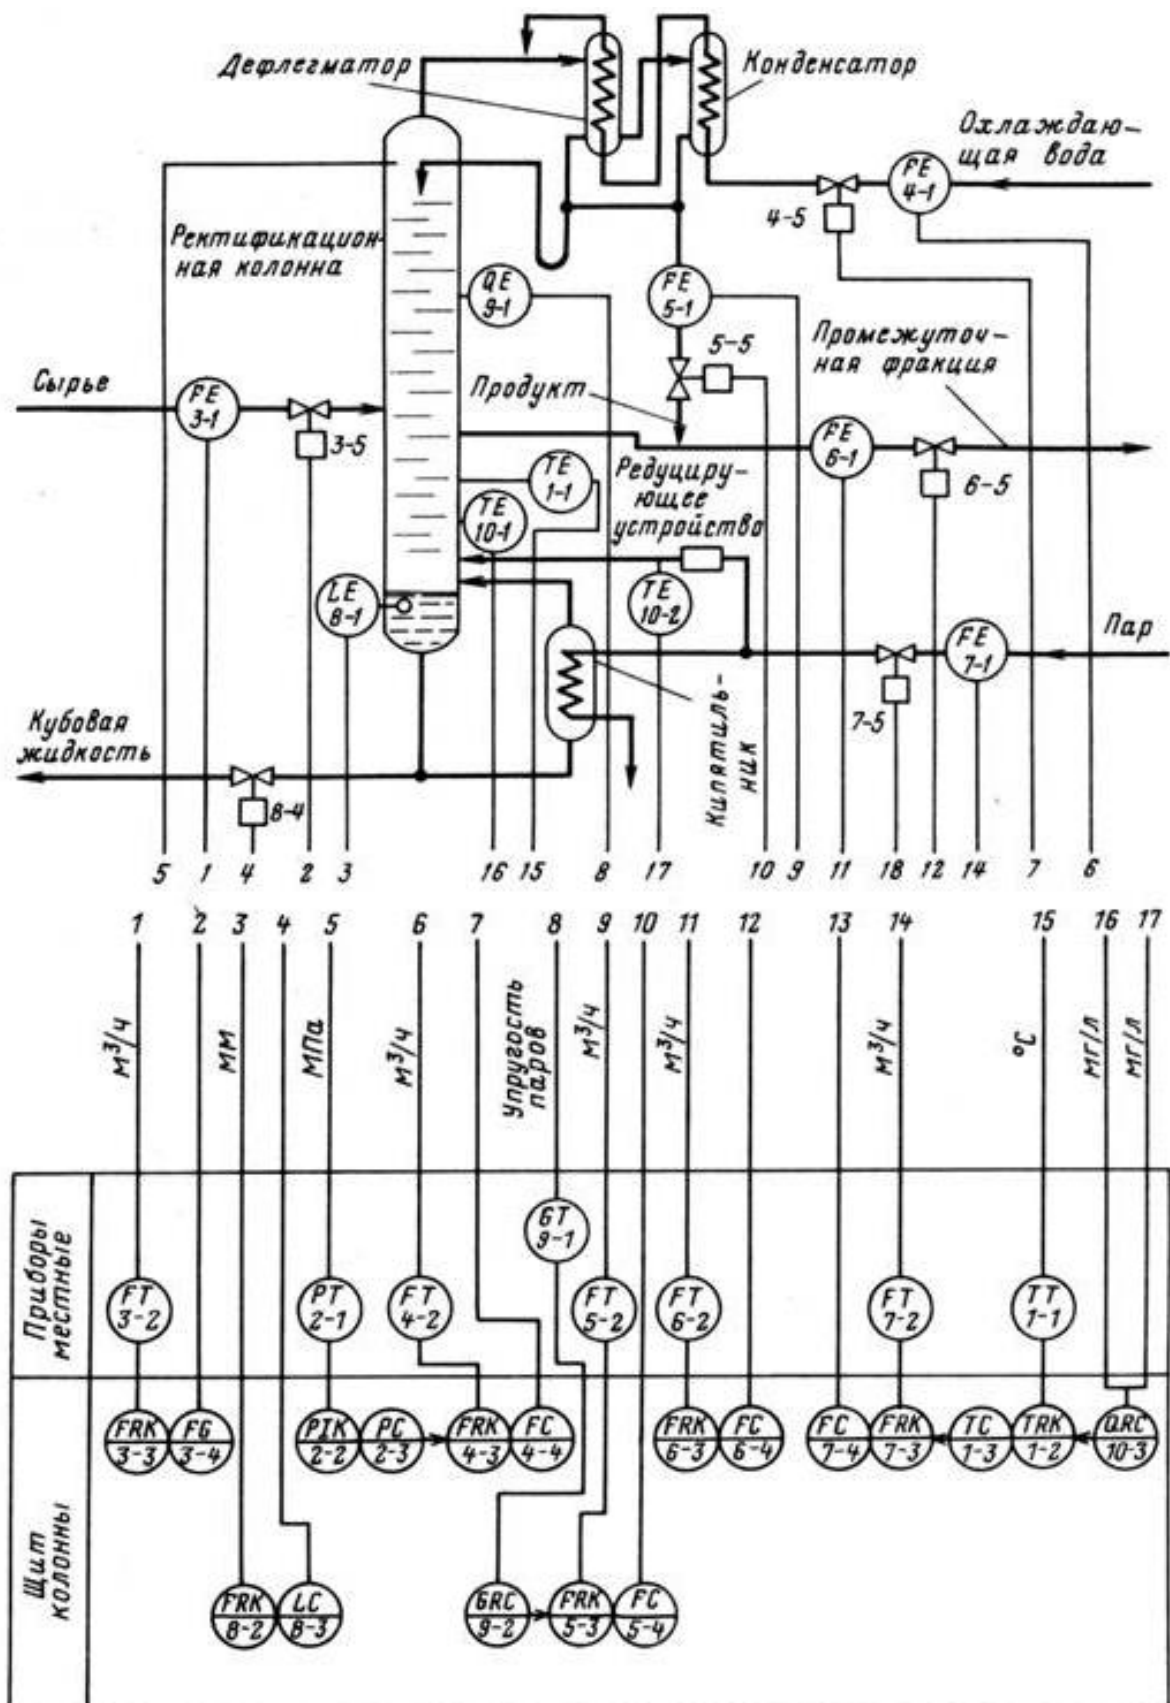 Дефлегматор
Конденсатор
Охлаждаю-
щая вода
FE
4-1
4-5
Ректификацион-
ная колонна
QE
9-1
FE
5-1
5-5
Промежуточ-
ная фракция
Сырье
FE
3-1
3-5
Продукт
FE
6-1
6-5
TE
1-1
Редуцирую-
ющее
устройство
TE
10-1
LE
8-1
TE
10-2
Пар
FE
7-1
7-5
Кубовая
жидкость
8-4
Кипятиль-
ник
5 1 4 2 3 16 15 8 17 10 9 11 18 12 14 7 6
1 2 3 4 5 6 7 8 9 10 11 12 13 14 15 16 17
м³/ч
мм
МПа
м³/ч
Упругость
паров
м³/ч
м³/ч
м³/ч
°C
мг/л
мг/л
Приборы
местные
GT
9-1
FT
3-2
PT
2-1
FT
4-2
FT
5-2
FT
6-2
FT
7-2
TT
1-1
Щит
колонны
FRK
3-3
FG
3-4
PIK
2-2
PC
2-3
FRK
4-3
FC
4-4
FRK
6-3
FC
6-4
FC
7-4
FRK
7-3
TC
1-3
TRK
1-2
QRC
10-3
FRK
8-2
LC
8-3
GRC
9-2
FRK
5-3
FC
5-4